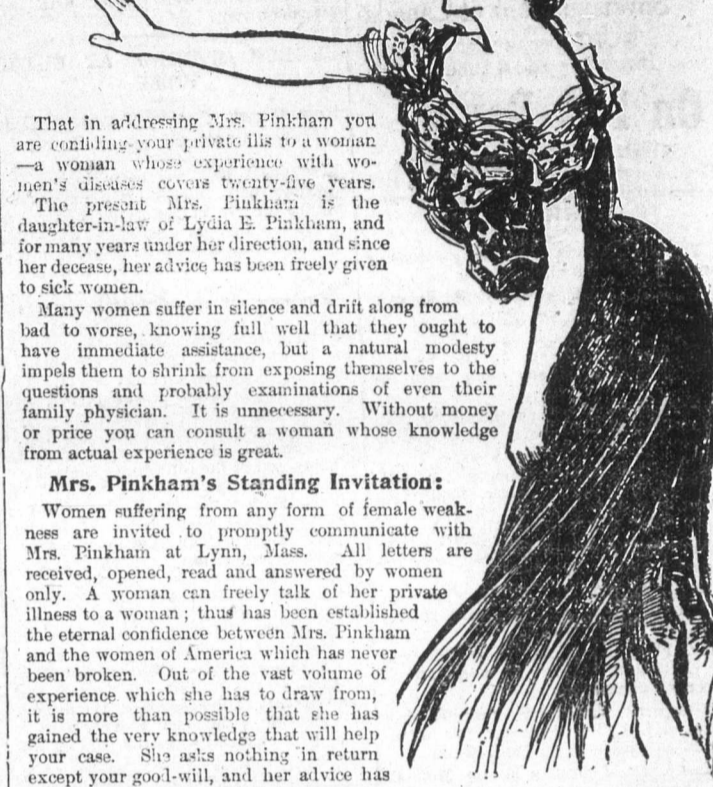 That in addressing Mrs. Pinkham you
are confiding your private ills to a woman
—a woman whose experience with wo-
men's diseases covers twenty-five years.
The present Mrs. Pinkham is the
daughter-in-law of Lydia E. Pinkham, and
for many years under her direction, and since
her decease, her advice has been freely given
to sick women.
Many women suffer in silence and drift along from
bad to worse, knowing full well that they ought to
have immediate assistance, but a natural modesty
impels them to shrink from exposing themselves to the
questions and probably examinations of even their
family physician. It is unnecessary. Without money
or price you can consult a woman whose knowledge
from actual experience is great.
Mrs. Pinkham's Standing Invitation:
Women suffering from any form of female weak-
ness are invited to promptly communicate with
Mrs. Pinkham at Lynn, Mass. All letters are
received, opened, read and answered by women
only. A woman can freely talk of her private
illness to a woman; thus has been established
the eternal confidence between Mrs. Pinkham
and the women of America which has never
been broken. Out of the vast volume of
experience which she has to draw from,
it is more than possible that she has
gained the very knowledge that will help
your case. She asks nothing in return
except your good-will, and her advice has